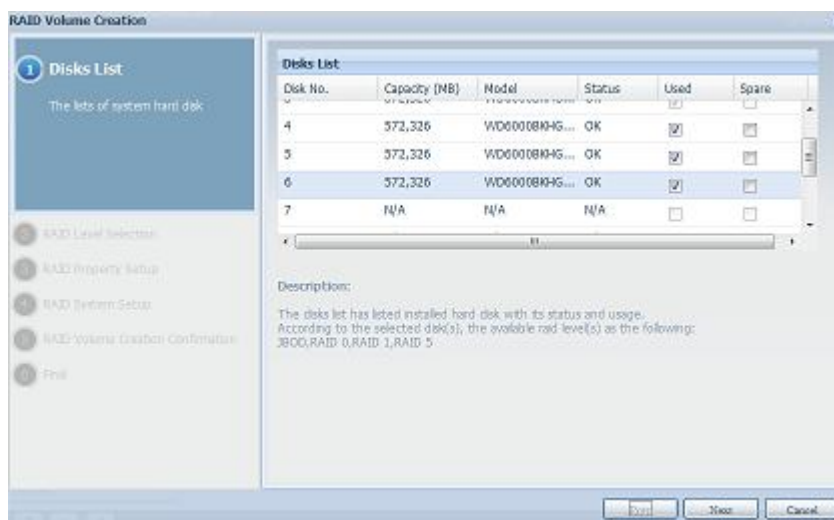 RAID Volume Creation
1 Disks List
The lists of system hard disk
RAID Level Selection
RAID Property Setup
RAID System Setup
RAID Volume Creation Confirmation
Disks List
Disk No. Capacity (MB) Model Status Used Spare
4 572,326 WD6000BKHG... OK
5 572,326 WD6000BKHG... OK
6 572,326 WD6000BKHG... OK
7 N/A N/A N/A
Description:
The disks list has listed installed hard disk with its status and usage.
According to the selected disk(s), the available raid level(s) as the following:
JBOD,RAID 0,RAID 1,RAID 5
Next Cancel